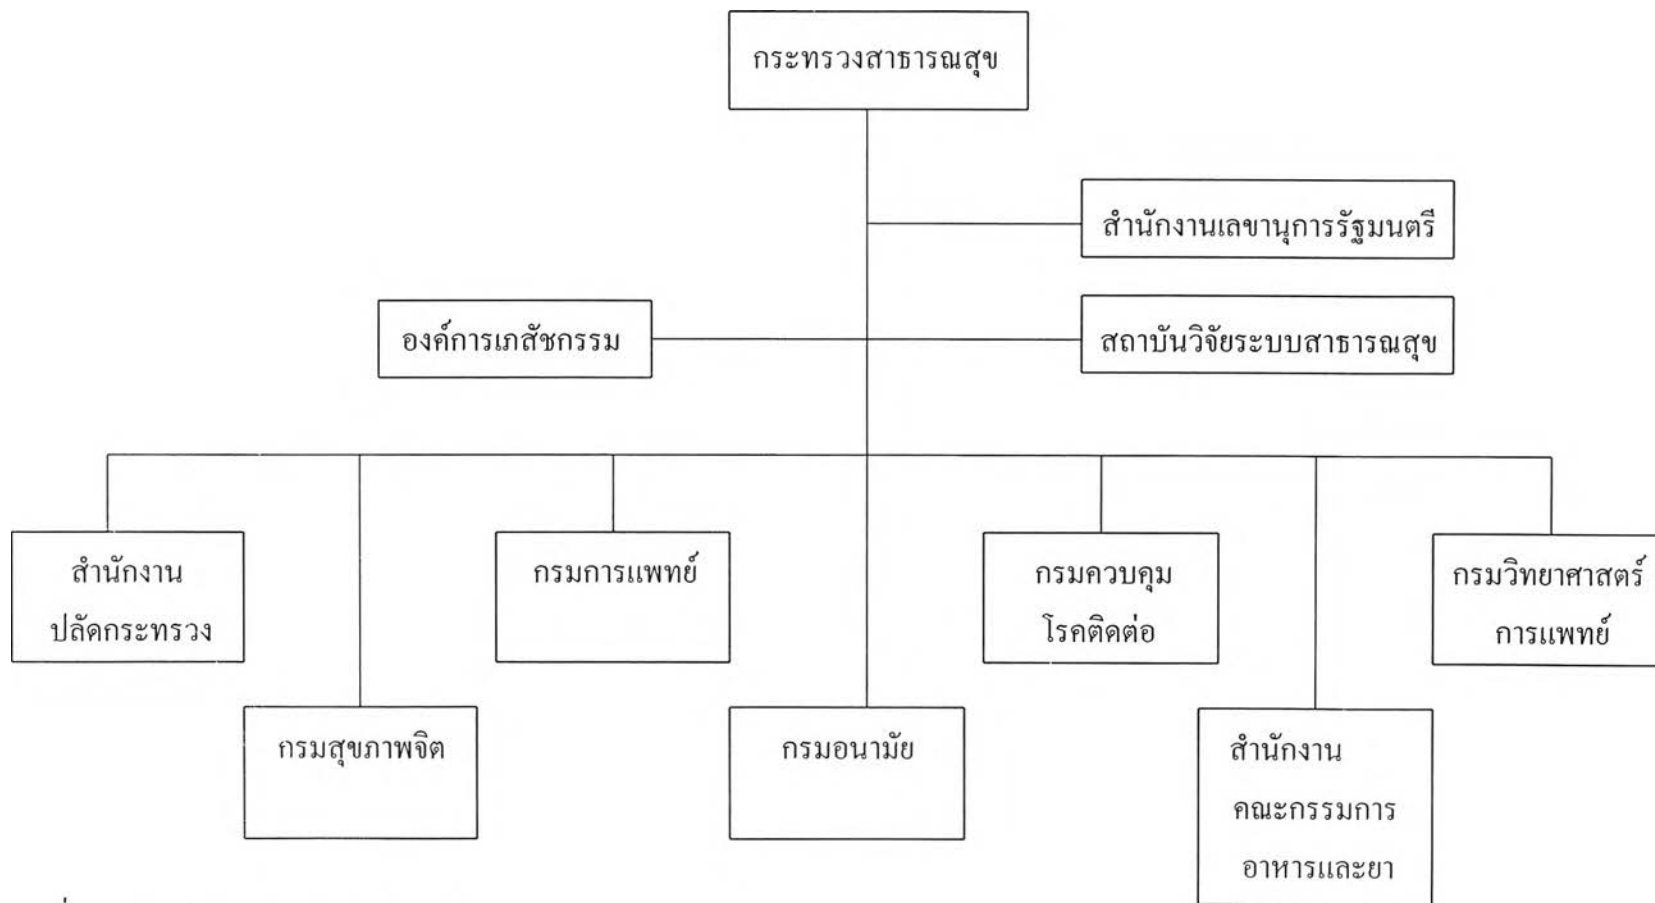 กระทรวงสาธารณสุข
สำนักงานเลขานุการรัฐมนตรี
องค์การเภสัชกรรม
สถาบันวิจัยระบบสาธารณสุข
สำนักงาน
ปลัดกระทรวง
กรมการแพทย์
กรมควบคุม
โรคติดต่อ
กรมวิทยาศาสตร์
การแพทย์
กรมสุขภาพจิต
กรมอนามัย
สำนักงาน
คณะกรรมการ
อาหารและยา